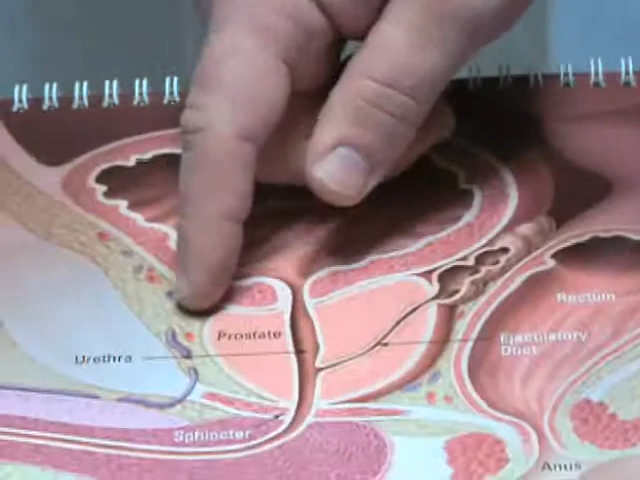 Rectum
Prostate
Ejaculatory
Duct
Urethra
Sphincter
Anus